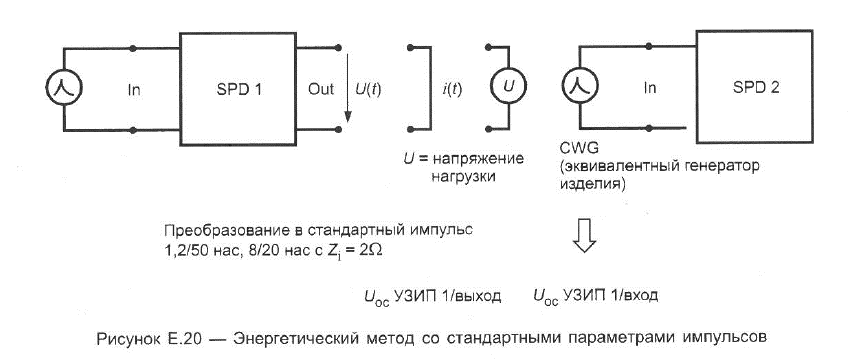 In
SPD 1
Out
U(t)
i(t)
U
In
SPD 2
U = напряжение
нагрузки
CWG
(эквивалентный генератор
изделия)
Преобразование в стандартный импульс
1,2/50 нас, 8/20 нас с Zi = 2Ω
Uос УЗИП 1/выход
Uос УЗИП 1/вход
Рисунок Е.20 — Энергетический метод со стандартными параметрами импульсов